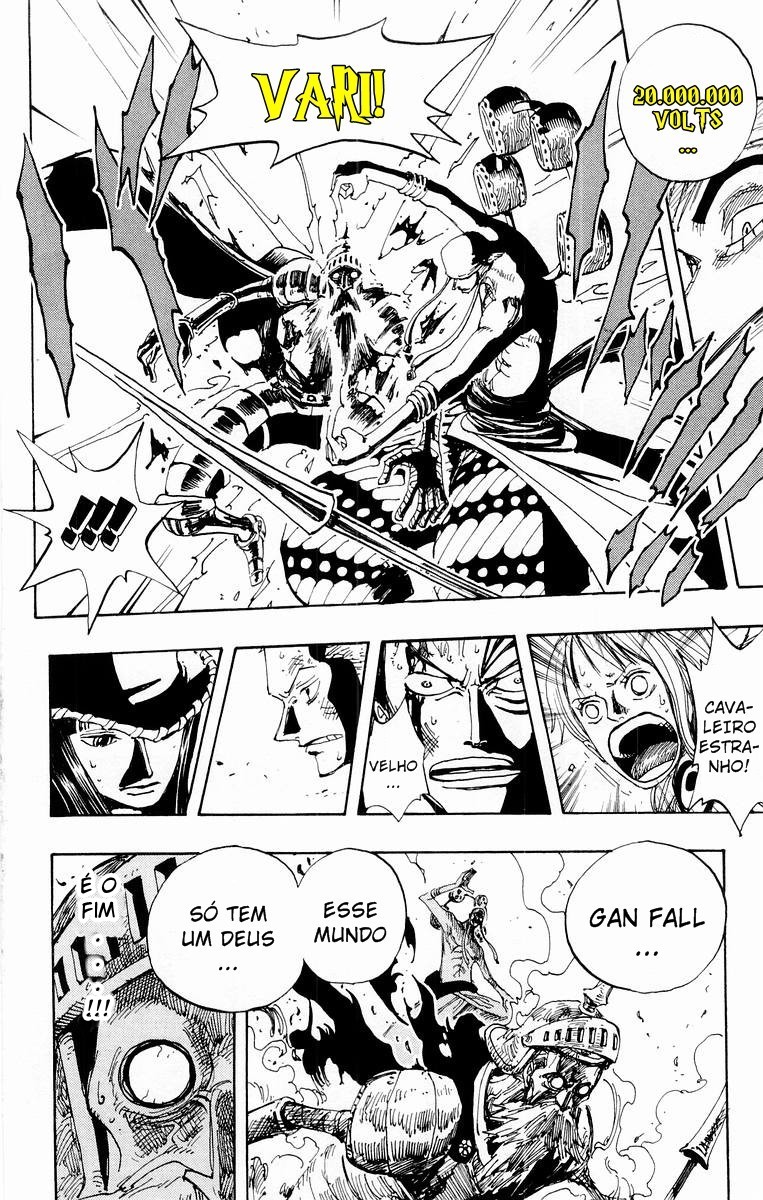 20.000.000
VOLTS
...
VARI!
!!!
CAVA-
LEIRO
ESTRA-
NHO!
VELHO
...
GAN FALL
...
ESSE
MUNDO
SÓ TEM
UM DEUS
...
É O
FIM
...
!!!